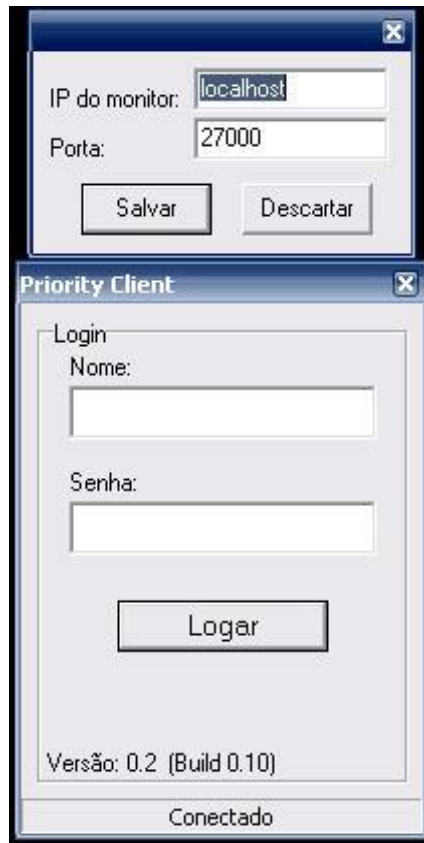 IP do monitor: localhost
Porta: 27000
Salvar Descartar
Priority Client
Login
Nome:
Senha:
Logar
Versão: 0.2 (Build 0.10)
Conectado